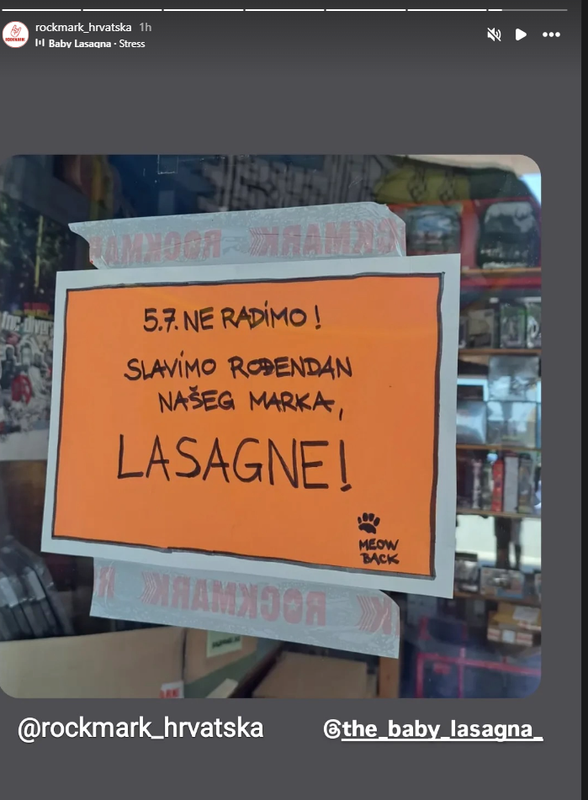 rockmark_hrvatska 1h
Baby Lasagna · Stress
ROCKMARK ROCKMARK
5.7. NE RADIMO!
SLAVIMO ROĐENDAN
NAŠEG MARKA,
LASAGNE!
MEOW
BACK
ROCKMARK
@rockmark_hrvatska @the_baby_lasagna_